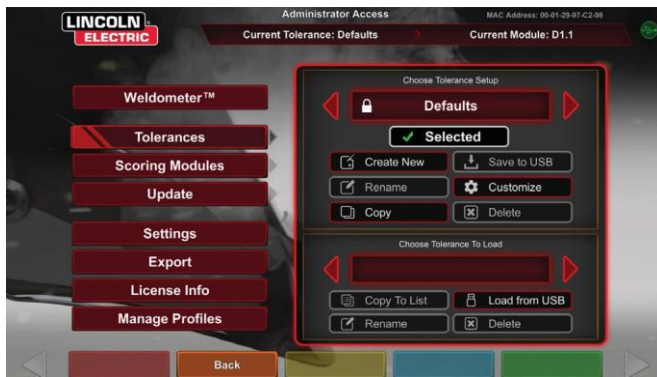 LINCOLN
ELECTRIC
Administrator Access
MAC Address: 00-01-29-97-C2-98
Current Tolerance: Defaults
Current Module: D1.1
Weldometer™
Tolerances
Scoring Modules
Update
Settings
Export
License Info
Manage Profiles
Choose Tolerance Setup
Defaults
Selected
Create New
Save to USB
Rename
Customize
Copy
Delete
Choose Tolerance To Load
Copy To List
Load from USB
Rename
Delete
Back